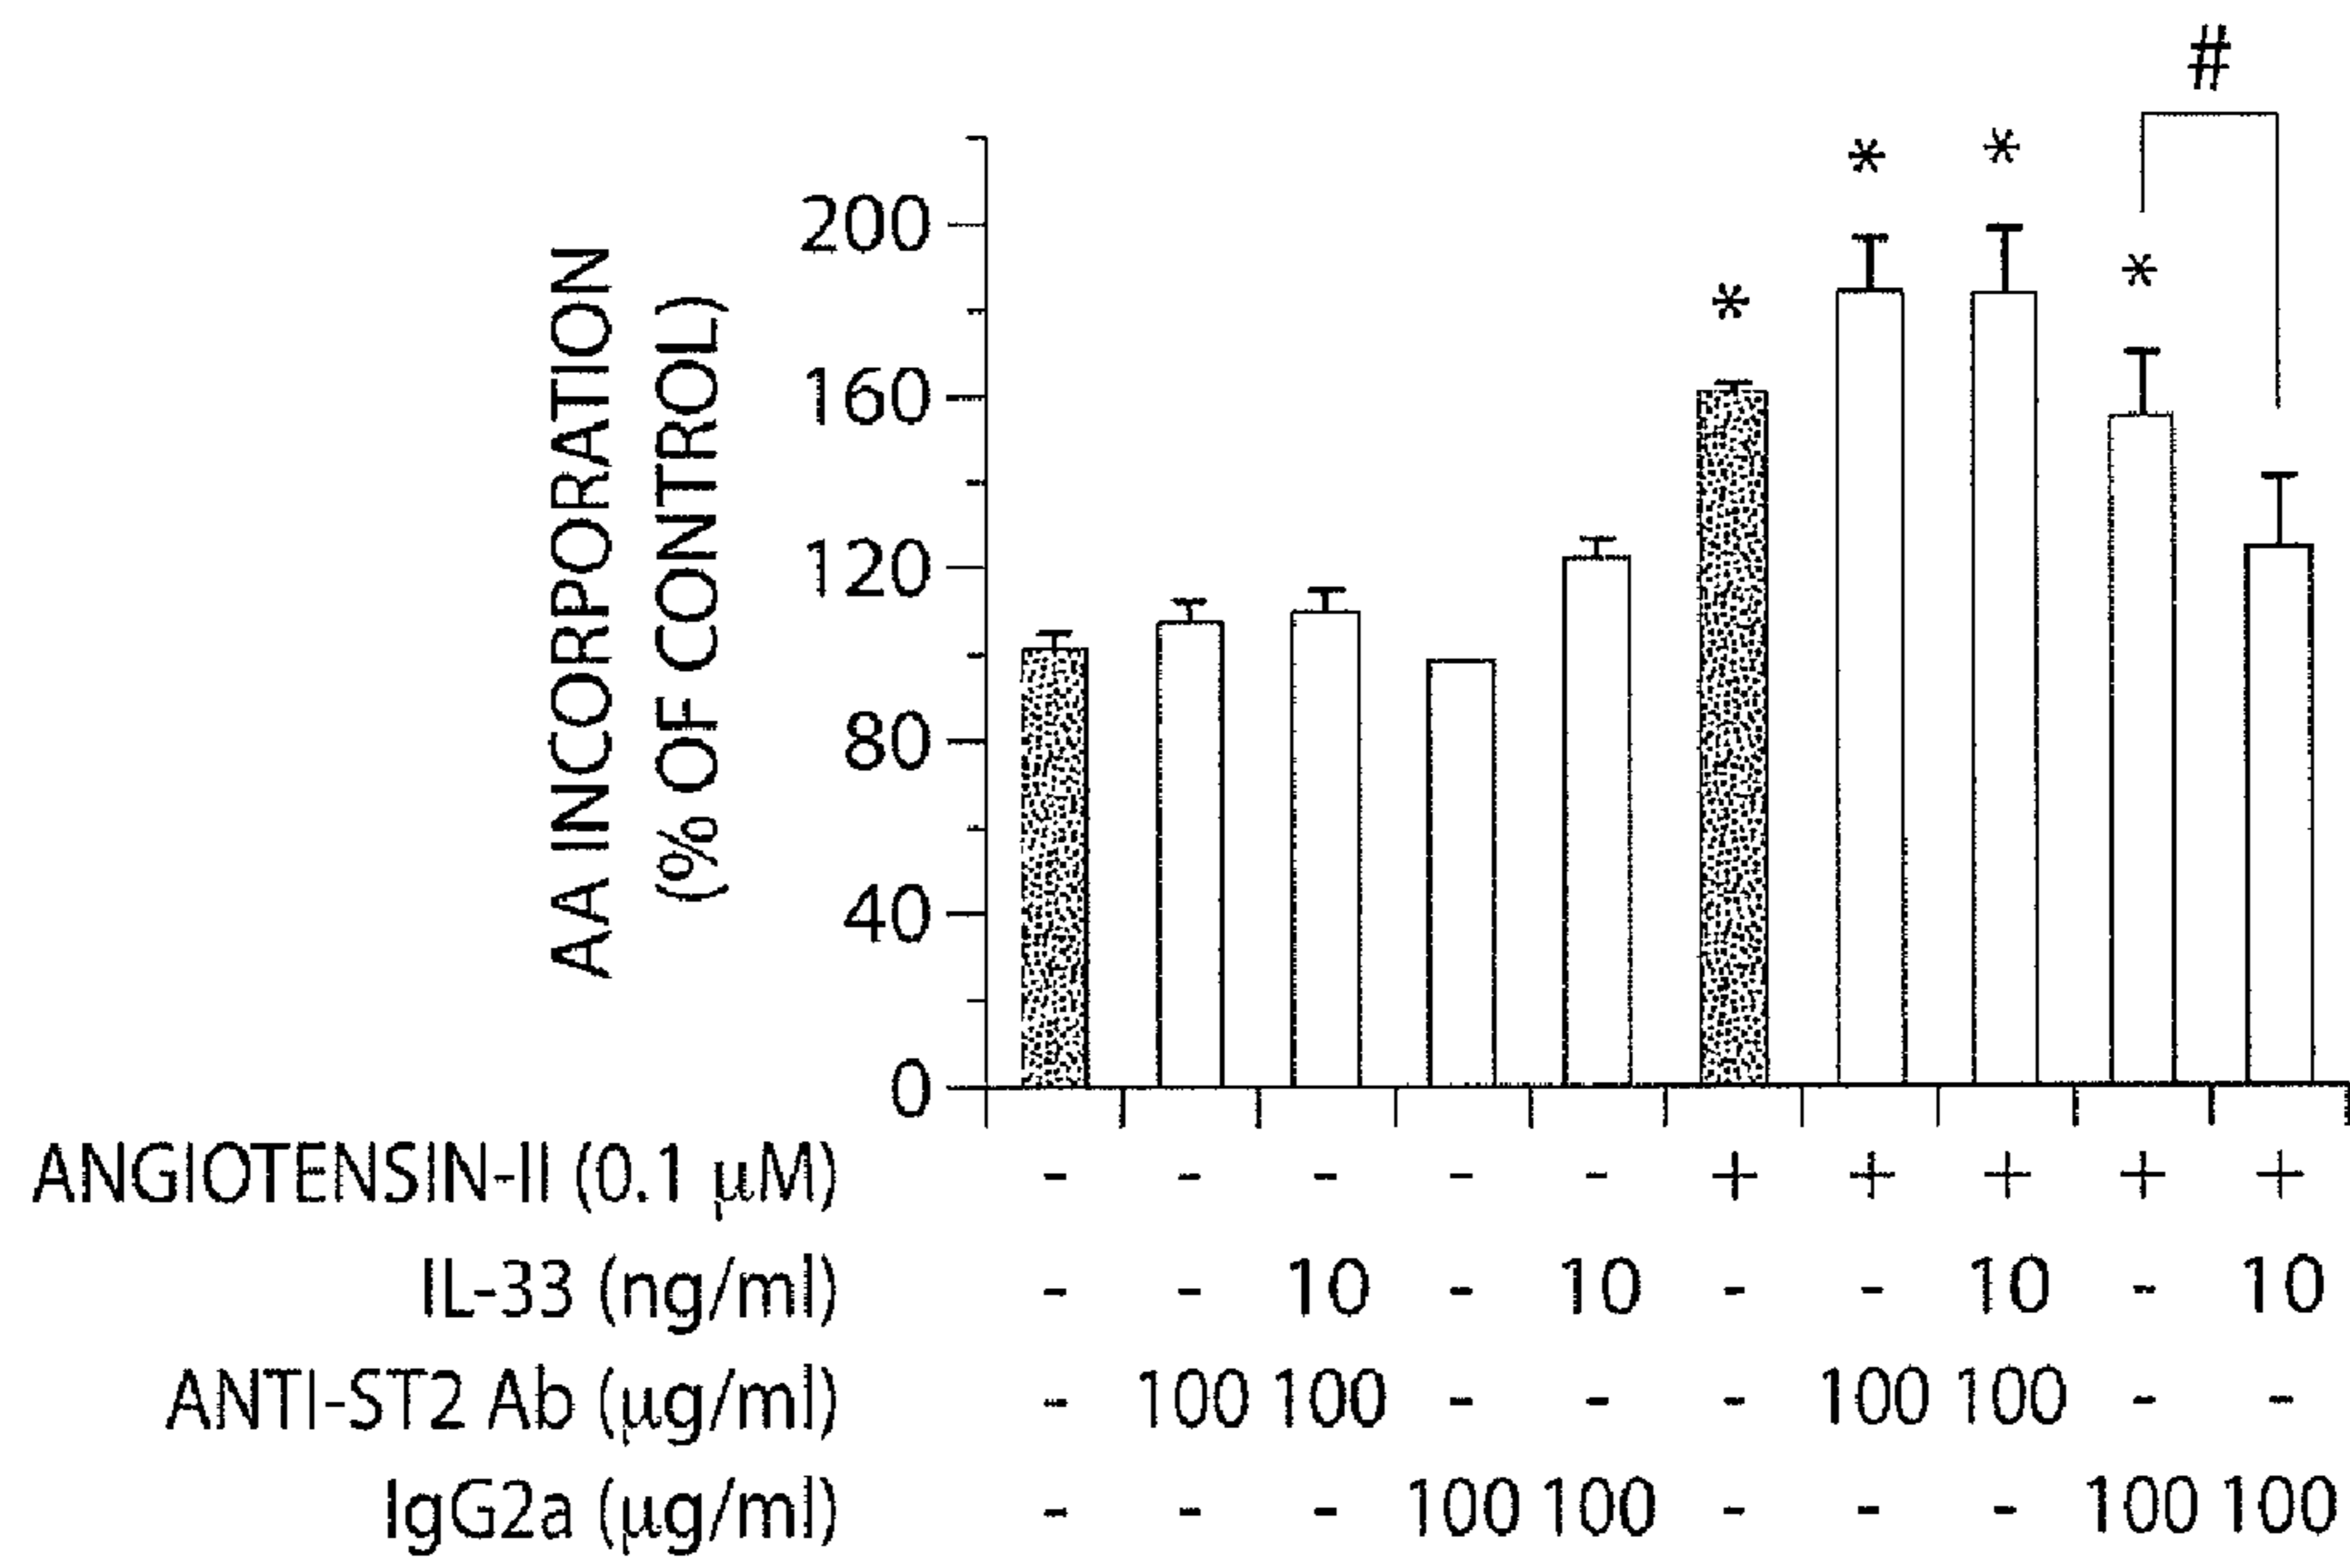 #
* *
* *
AA INCORPORATION
(% OF CONTROL)
200
160
120
80
40
0
ANGIOTENSIN-II (0.1 µM) - - - - - + + + + +
IL-33 (ng/ml) - - 10 - 10 - - 10 - 10
ANTI-ST2 Ab (µg/ml) - 100 100 - - - 100 100 - -
IgG2a (µg/ml) - - - 100 100 - - - 100 100